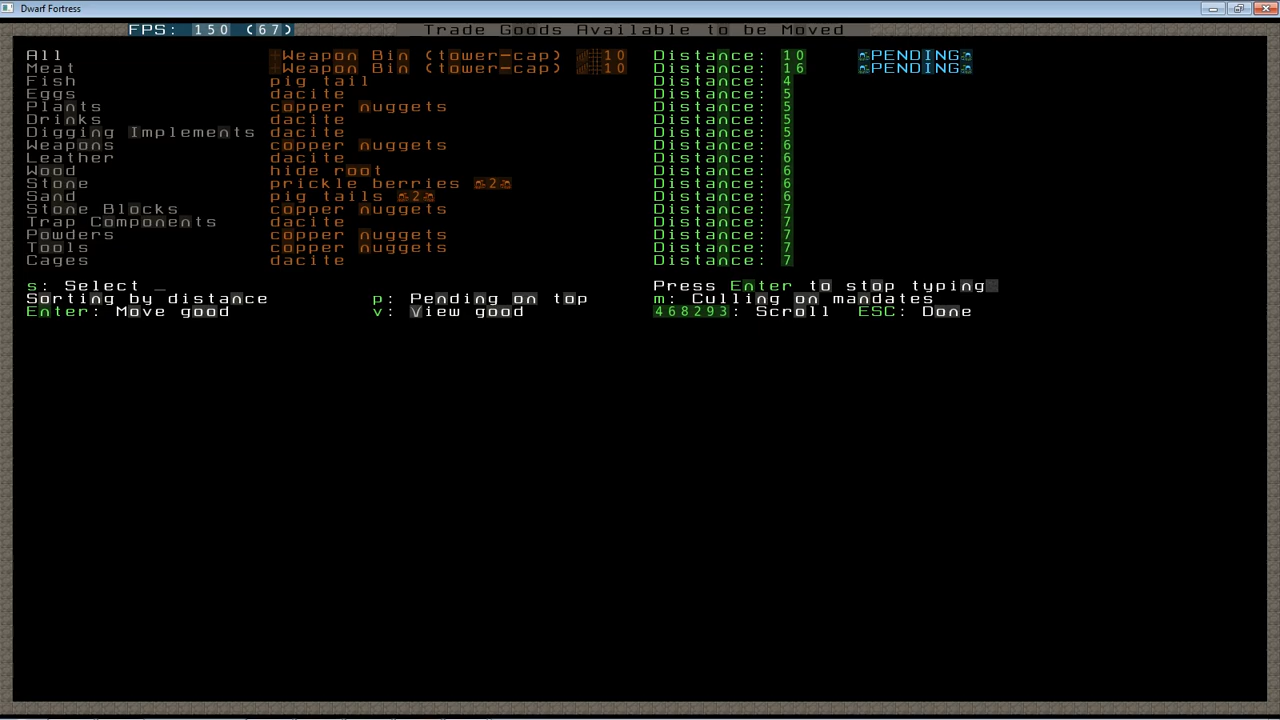 Dwarf Fortress
FPS: 150 (67) Trade Goods Available to be Moved
All +Weapon Bin (tower-cap) 10 Distance: 10 PENDING
Meat +Weapon Bin (tower-cap) 10 Distance: 16 PENDING
Fish pig tail Distance: 4
Eggs dacite Distance: 5
Plants copper nuggets Distance: 5
Drinks dacite Distance: 5
Digging Implements dacite Distance: 5
Weapons copper nuggets Distance: 6
Leather dacite Distance: 6
Wood hide root Distance: 6
Stone prickle berries 2 Distance: 6
Sand pig tails 2 Distance: 6
Stone Blocks copper nuggets Distance: 7
Trap Components dacite Distance: 7
Powders copper nuggets Distance: 7
Tools copper nuggets Distance: 7
Cages dacite Distance: 7
s: Select _ Press Enter to stop typing
Sorting by distance p: Pending on top m: Culling on mandates
Enter: Move good v: View good 468293: Scroll ESC: Done